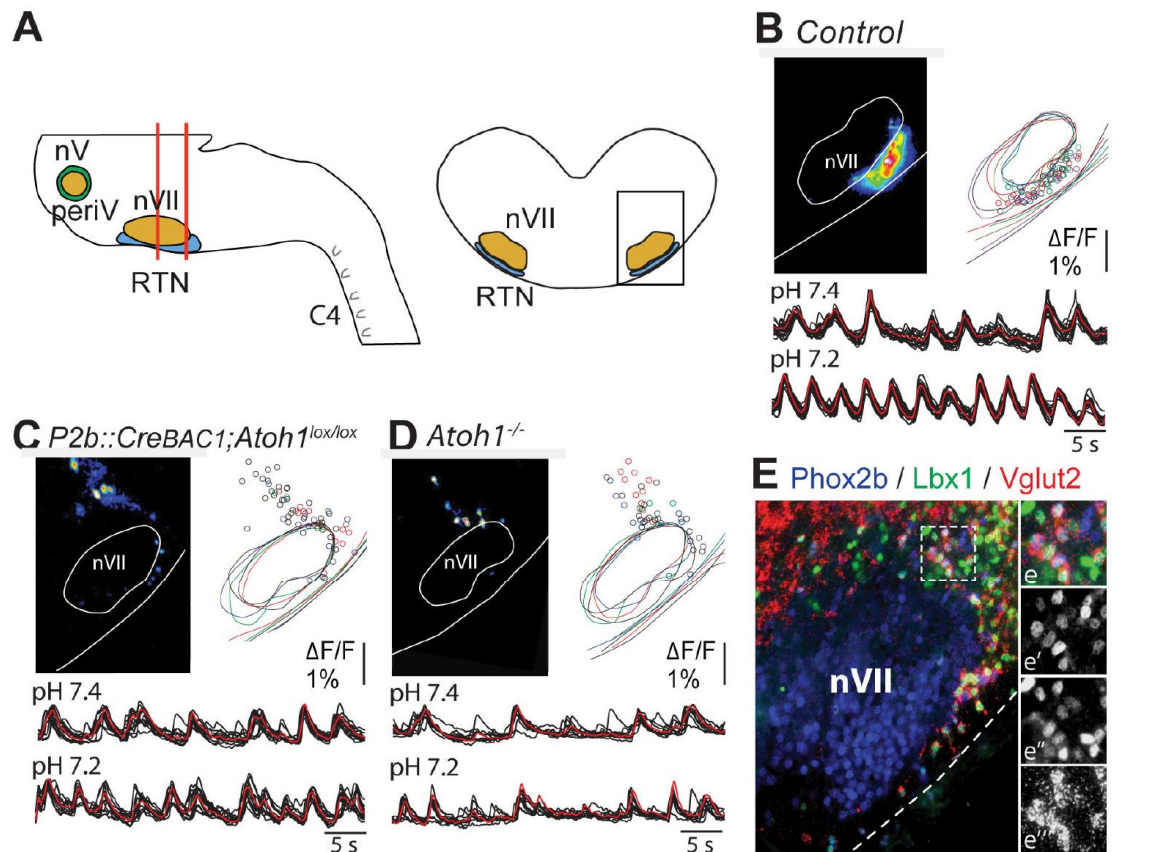 A
nV
nVII
periV
RTN
C4
nVII
RTN
B Control
nVII
ΔF/F
1%
pH 7.4
pH 7.2
5 s
C P2b::CreBAC1;Atoh1lox/lox
nVII
ΔF/F
1%
pH 7.4
pH 7.2
5 s
D Atoh1-/-
nVII
ΔF/F
1%
pH 7.4
pH 7.2
5 s
E Phox2b / Lbx1 / Vglut2
nVII
e
e'
e''
e'''